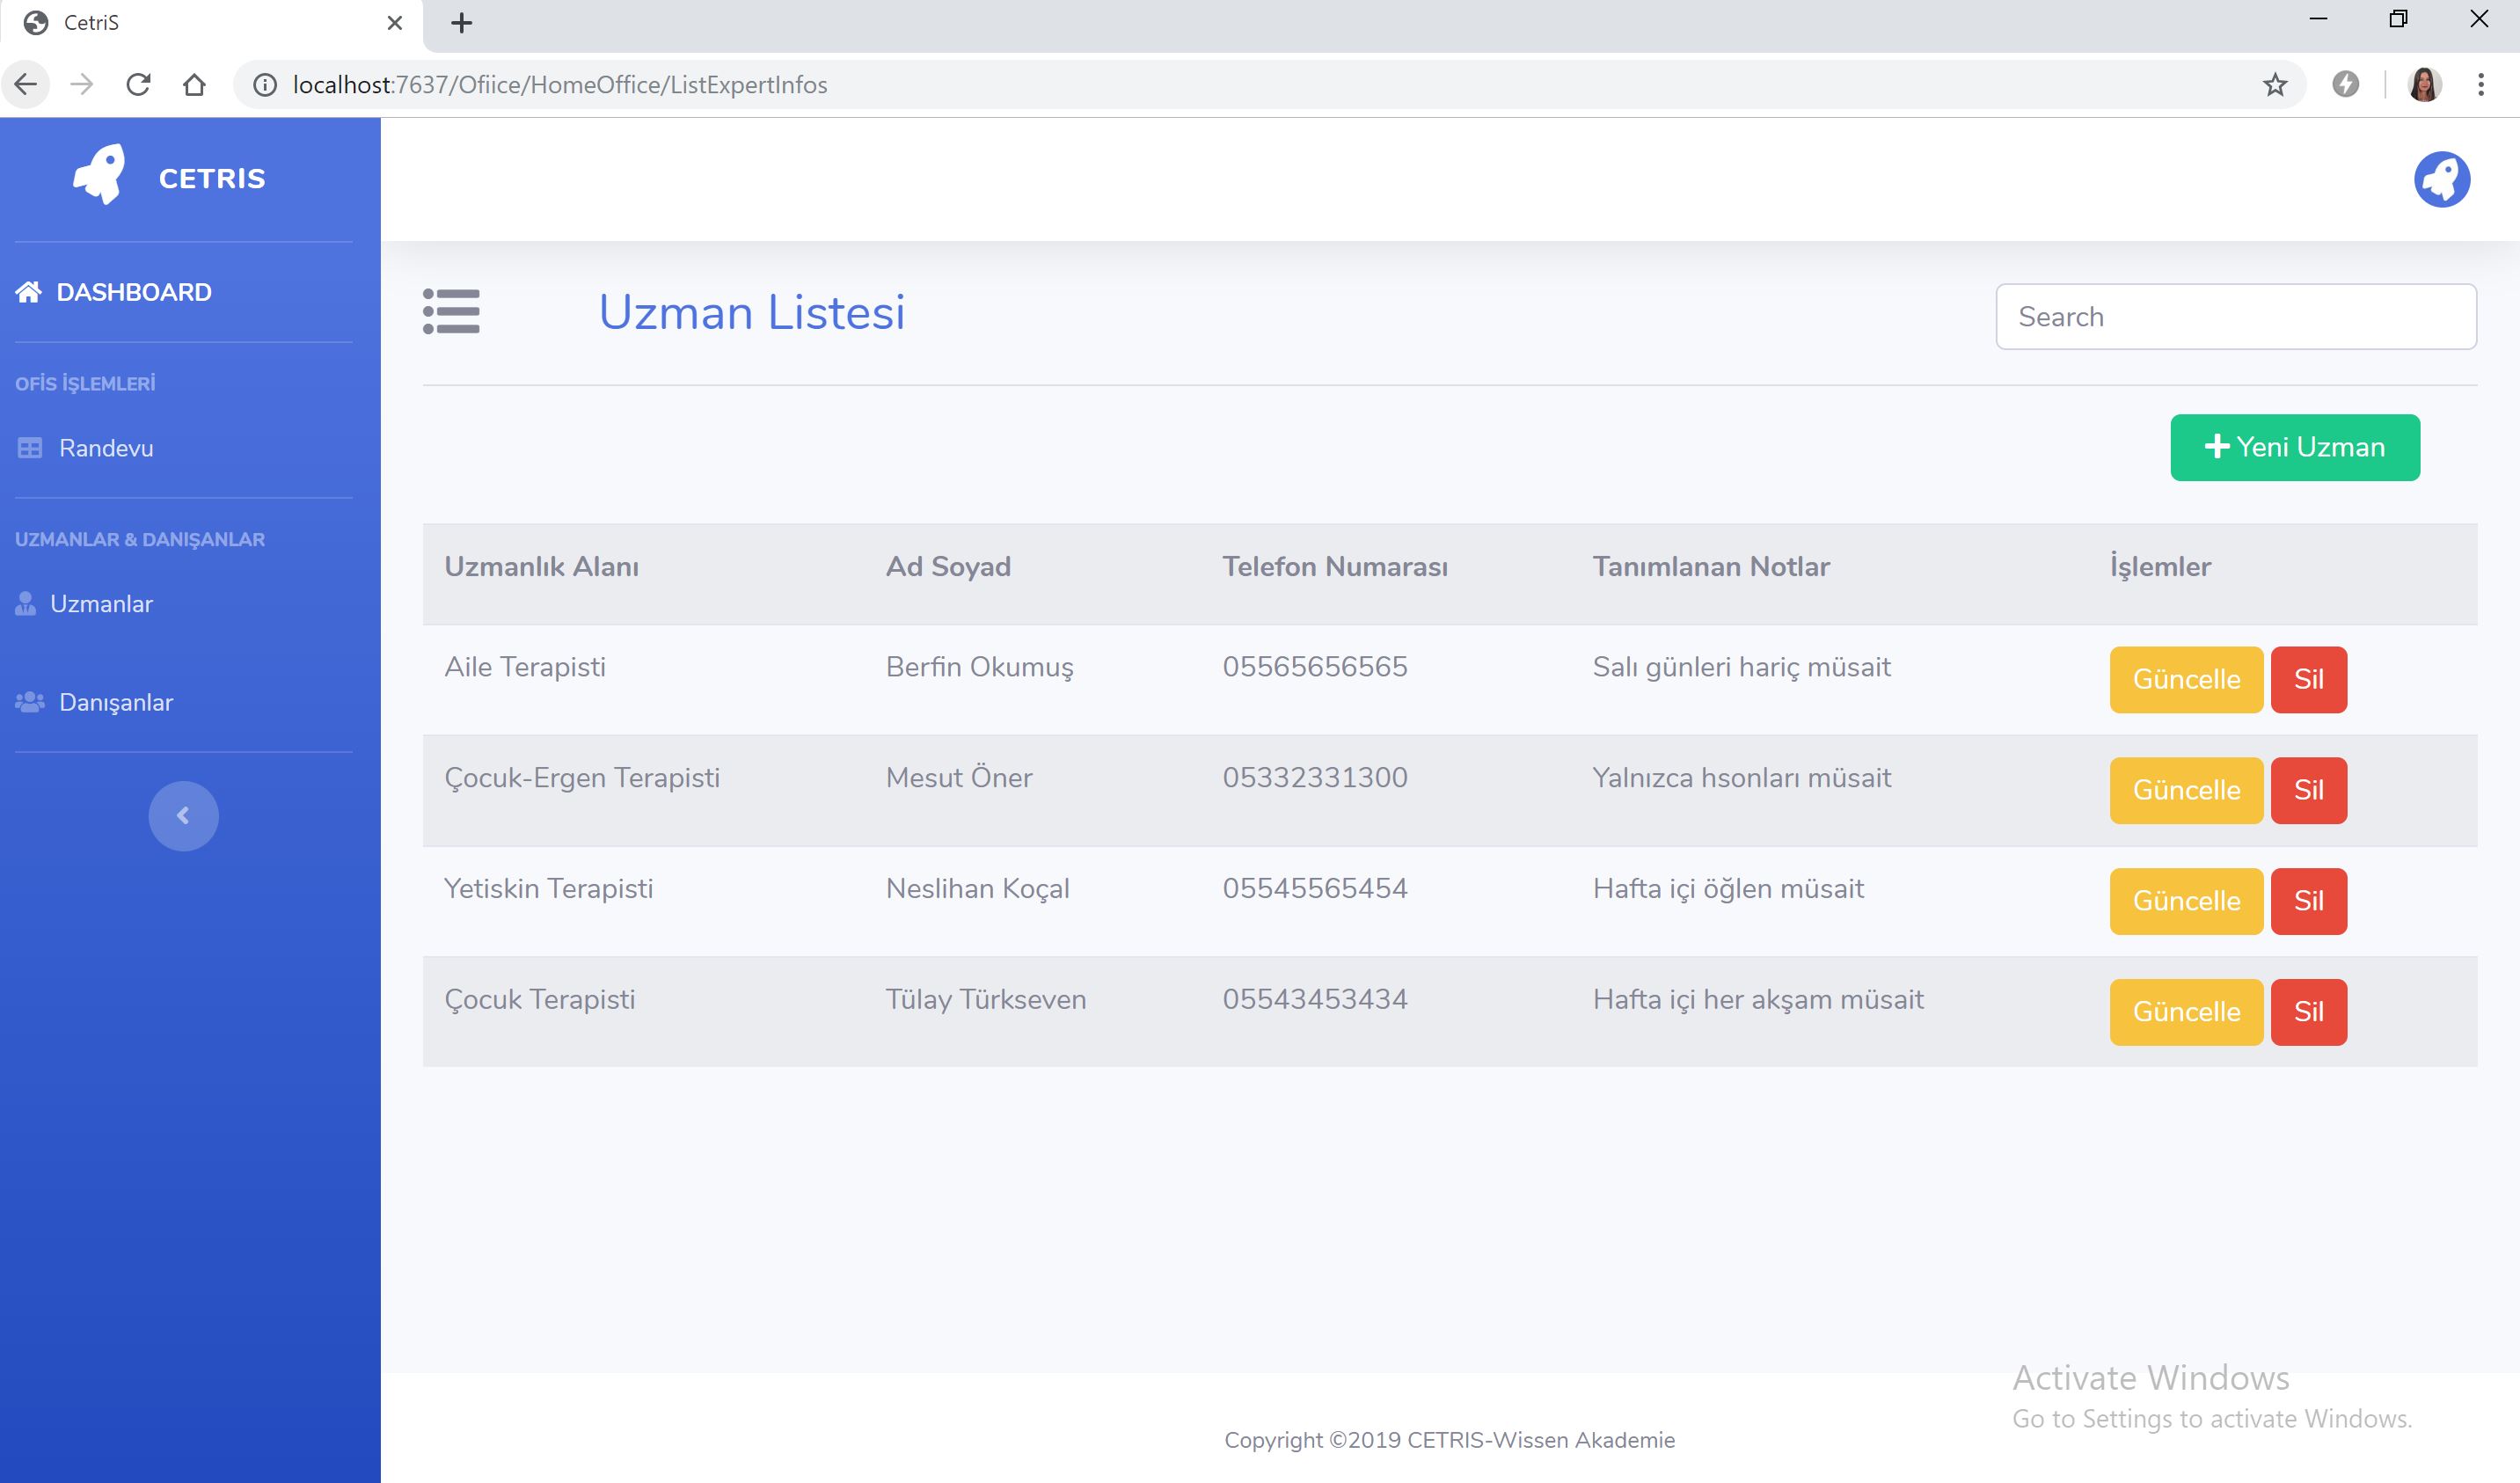 CetriS
localhost:7637/Ofiice/HomeOffice/ListExpertInfos
CETRIS
DASHBOARD
OFİS İŞLEMLERİ
Randevu
UZMANLAR & DANIŞANLAR
Uzmanlar
Danışanlar
Uzman Listesi
Search
Yeni Uzman
Uzmanlık Alanı Ad Soyad Telefon Numarası Tanımlanan Notlar İşlemler
Aile Terapisti Berfin Okumuş 05565656565 Salı günleri hariç müsait Güncelle Sil
Çocuk-Ergen Terapisti Mesut Öner 05332331300 Yalnızca hsonları müsait Güncelle Sil
Yetiskin Terapisti Neslihan Koçal 05545565454 Hafta içi öğlen müsait Güncelle Sil
Çocuk Terapisti Tülay Türkseven 05543453434 Hafta içi her akşam müsait Güncelle Sil
Activate Windows
Go to Settings to activate Windows.
Copyright ©2019 CETRIS-Wissen Akademie